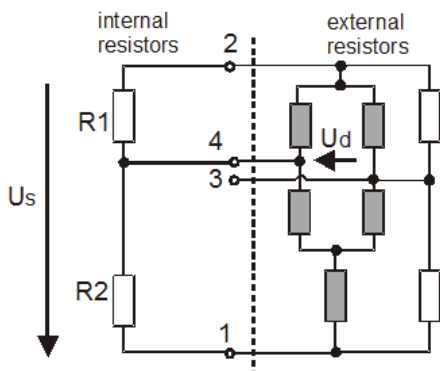 internal
resistors
external
resistors
2
R1
4
Ud
3
Us
R2
1